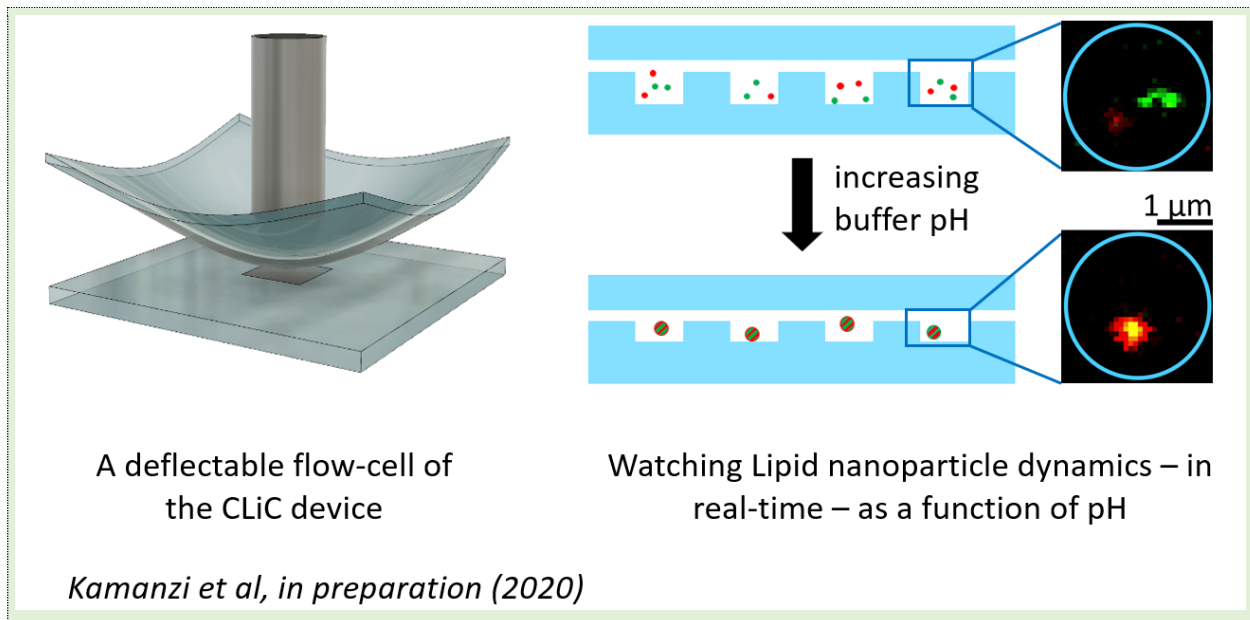 increasing
buffer pH
1 μm
A deflectable flow-cell of
the CLiC device
Watching Lipid nanoparticle dynamics – in
real-time – as a function of pH
Kamanzi et al, in preparation (2020)